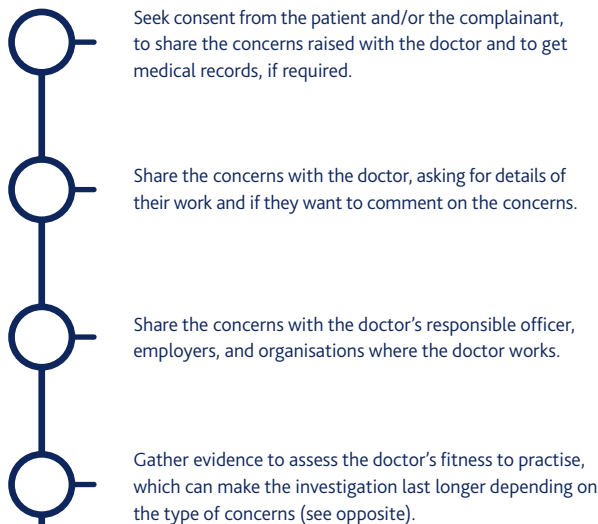 Seek consent from the patient and/or the complainant,
to share the concerns raised with the doctor and to get
medical records, if required.
Share the concerns with the doctor, asking for details of
their work and if they want to comment on the concerns.
Share the concerns with the doctor’s responsible officer,
employers, and organisations where the doctor works.
Gather evidence to assess the doctor’s fitness to practise,
which can make the investigation last longer depending on
the type of concerns (see opposite).